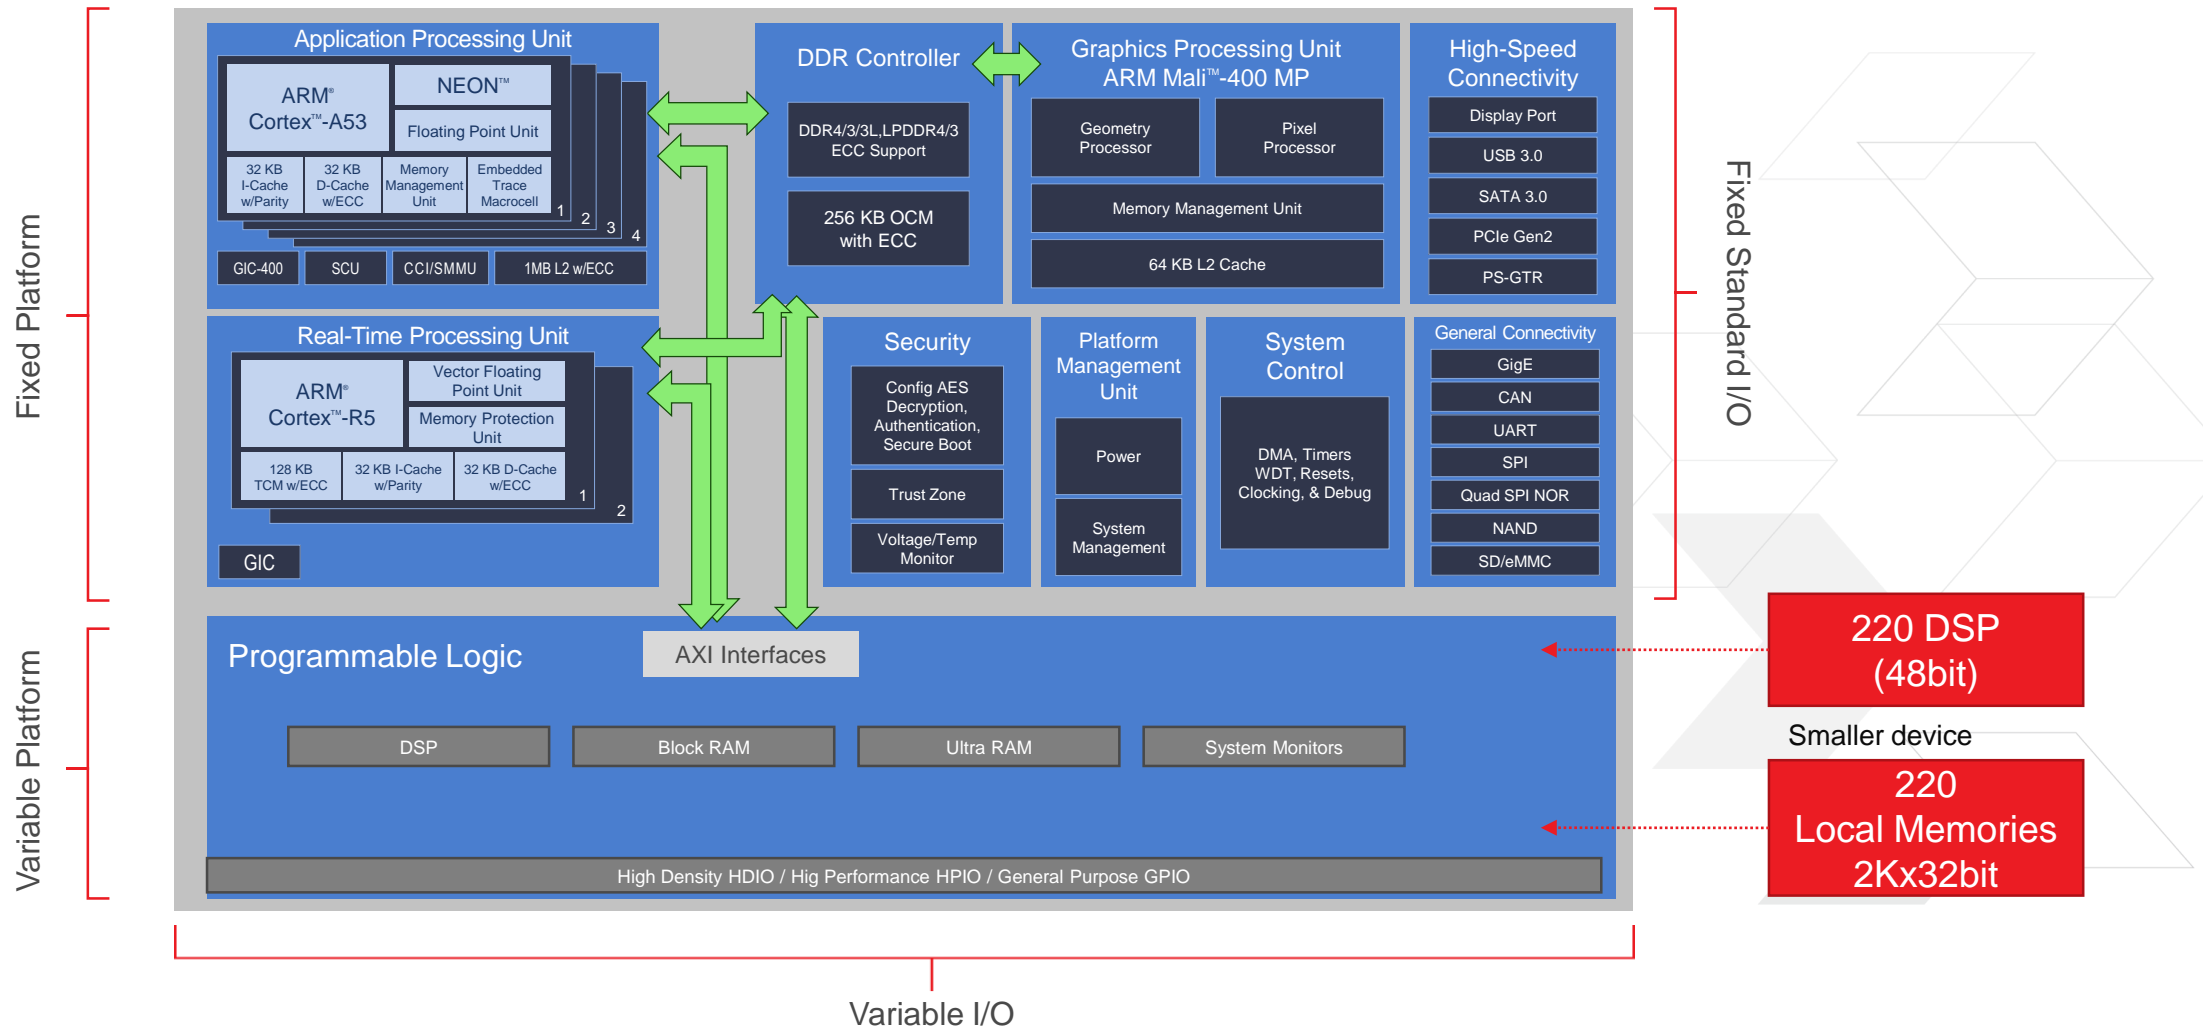 Fixed Platform
Variable Platform
Application Processing Unit
ARM®
Cortex™-A53
NEON™
Floating Point Unit
32 KB
I-Cache
w/Parity
32 KB
D-Cache
w/ECC
Memory
Management
Unit
Embedded
Trace
Macrocell
1
2
3
4
GIC-400
SCU
CCI/SMMU
1MB L2 w/ECC
DDR Controller
DDR4/3/3L,LPDDR4/3
ECC Support
256 KB OCM
with ECC
Graphics Processing Unit
ARM Mali™-400 MP
Geometry
Processor
Pixel
Processor
Memory Management Unit
64 KB L2 Cache
High-Speed
Connectivity
Display Port
USB 3.0
SATA 3.0
PCIe Gen2
PS-GTR
Real-Time Processing Unit
ARM®
Cortex™-R5
Vector Floating
Point Unit
Memory Protection
Unit
128 KB
TCM w/ECC
32 KB I-Cache
w/Parity
32 KB D-Cache
w/ECC
1
2
GIC
Security
Config AES
Decryption,
Authentication,
Secure Boot
Trust Zone
Voltage/Temp
Monitor
Platform
Management
Unit
Power
System
Management
System
Control
DMA, Timers
WDT, Resets,
Clocking, & Debug
General Connectivity
GigE
CAN
UART
SPI
Quad SPI NOR
NAND
SD/eMMC
Fixed Standard I/O
Programmable Logic
AXI Interfaces
DSP
Block RAM
Ultra RAM
System Monitors
High Density HDIO / Hig Performance HPIO / General Purpose GPIO
220 DSP
(48bit)
Smaller device
220
Local Memories
2Kx32bit
Variable I/O